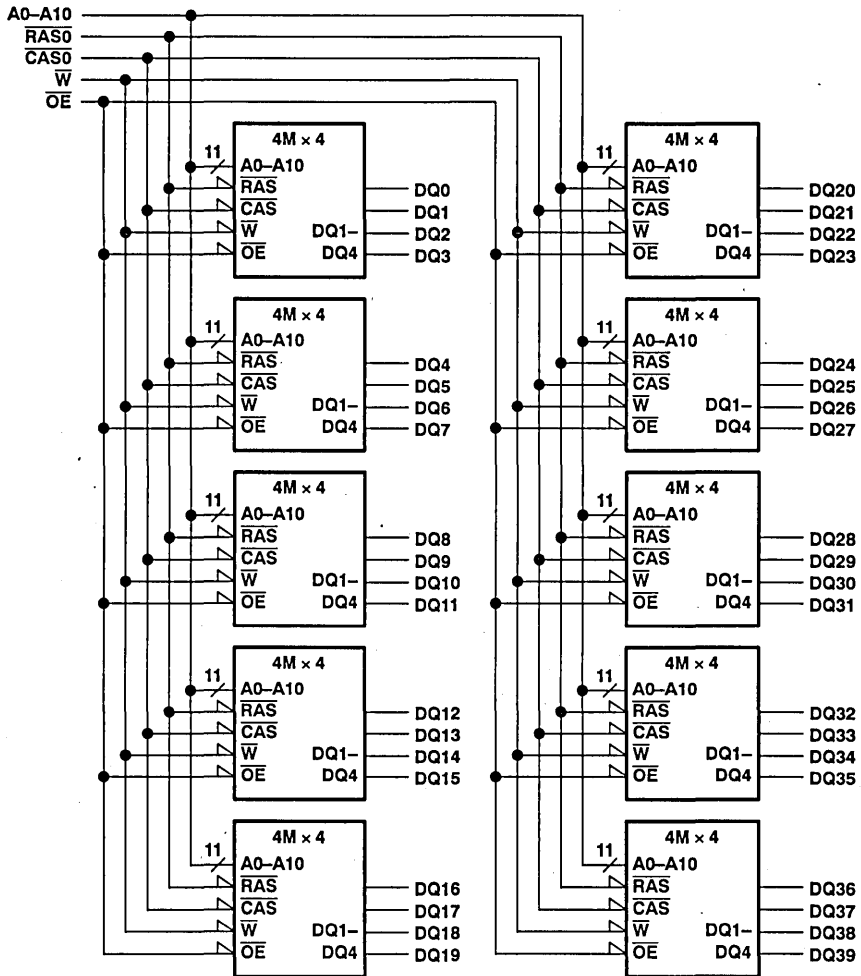 A0–A10
RAS0
CAS0
W
OE
4M × 4
11
A0–A10
RAS
CAS
W
OE
DQ1–
DQ4
DQ0
DQ1
DQ2
DQ3
4M × 4
11
A0–A10
RAS
CAS
W
OE
DQ1–
DQ4
DQ20
DQ21
DQ22
DQ23
4M × 4
11
A0–A10
RAS
CAS
W
OE
DQ1–
DQ4
DQ4
DQ5
DQ6
DQ7
4M × 4
11
A0–A10
RAS
CAS
W
OE
DQ1–
DQ4
DQ24
DQ25
DQ26
DQ27
4M × 4
11
A0–A10
RAS
CAS
W
OE
DQ1–
DQ4
DQ8
DQ9
DQ10
DQ11
4M × 4
11
A0–A10
RAS
CAS
W
OE
DQ1–
DQ4
DQ28
DQ29
DQ30
DQ31
4M × 4
11
A0–A10
RAS
CAS
W
OE
DQ1–
DQ4
DQ12
DQ13
DQ14
DQ15
4M × 4
11
A0–A10
RAS
CAS
W
OE
DQ1–
DQ4
DQ32
DQ33
DQ34
DQ35
4M × 4
11
A0–A10
RAS
CAS
W
OE
DQ1–
DQ4
DQ16
DQ17
DQ18
DQ19
4M × 4
11
A0–A10
RAS
CAS
W
OE
DQ1–
DQ4
DQ36
DQ37
DQ38
DQ39